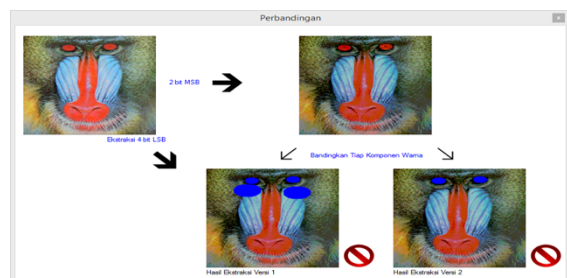 Perbandingan
2 bit MSB
Ekstraksi 4 bit LSB
Bandingkan Tiap Komponen Warna
Hasil Ekstraksi Versi 1
Hasil Ekstraksi Versi 2